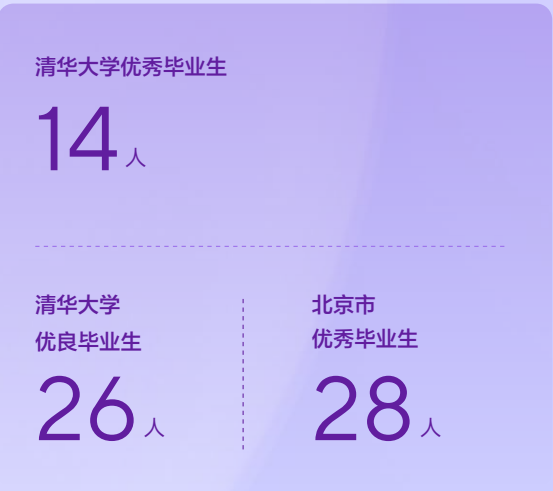 清华大学优秀毕业生
14人
清华大学
优良毕业生
26人
北京市
优秀毕业生
28人